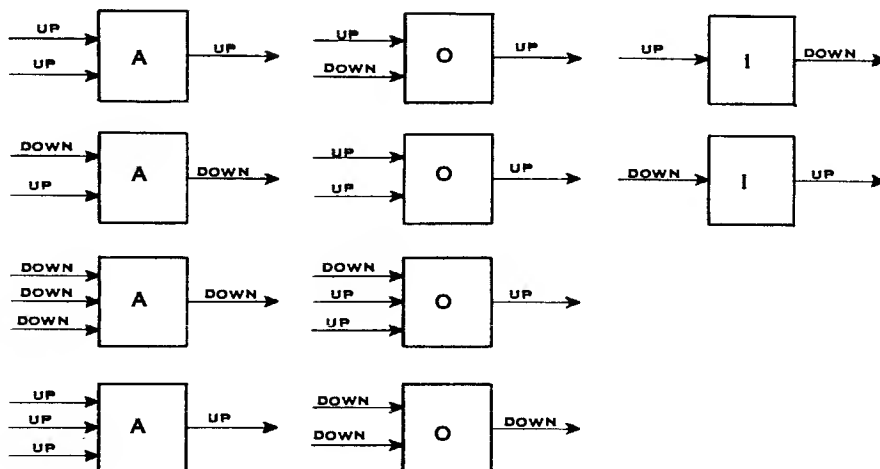 UP UP A UP
UP DOWN O UP
UP I DOWN
DOWN UP A DOWN
UP UP O UP
DOWN I UP
DOWN DOWN DOWN A DOWN
DOWN UP UP O UP
UP UP UP A UP
DOWN DOWN O DOWN